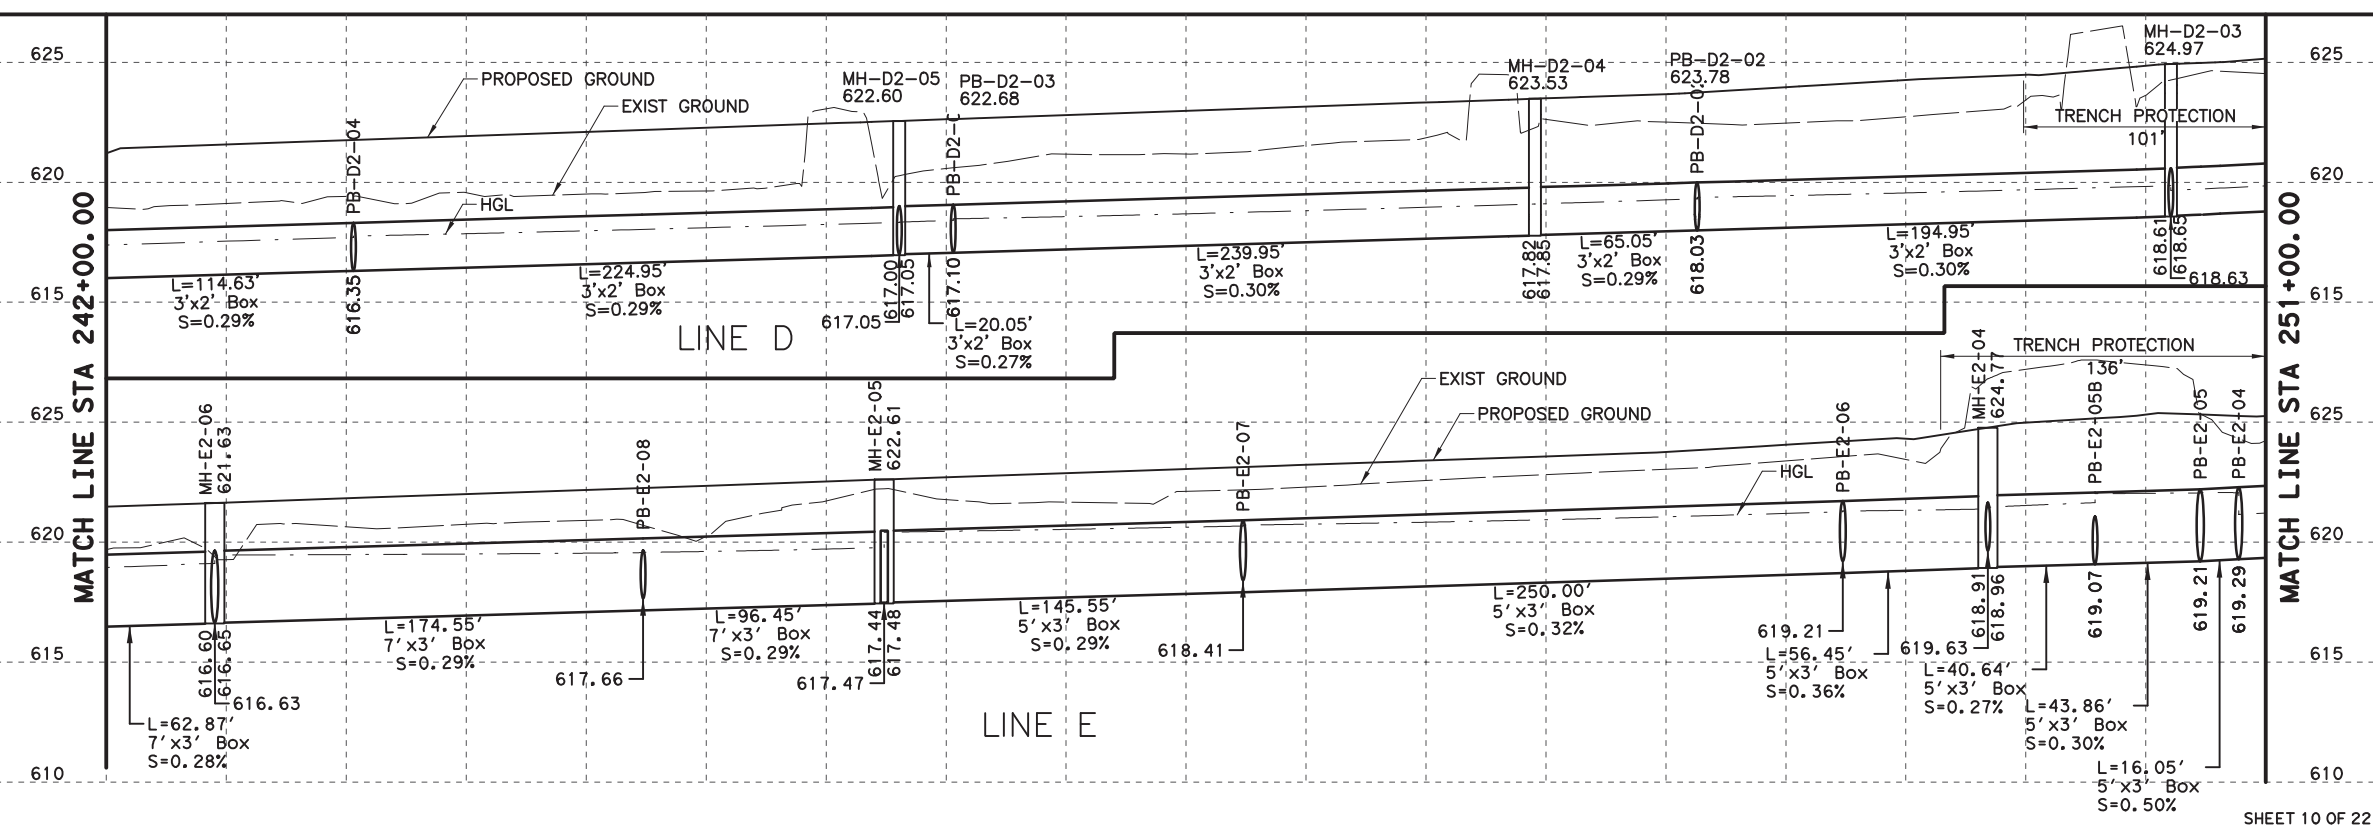 625
620
615
625
620
615
610
MATCH LINE STA 242+00.00
PROPOSED GROUND
EXIST GROUND
HGL
PB-D2-04
616.35
L=114.63'
3'x2' Box
S=0.29%
L=224.95'
3'x2' Box
S=0.29%
LINE D
MH-D2-05
622.60
617.00
617.05
617.05
PB-D2-03
622.68
617.10
L=20.05'
3'x2' Box
S=0.27%
L=239.95'
3'x2' Box
S=0.30%
MH-D2-04
623.53
617.82
617.85
L=65.05'
3'x2' Box
S=0.29%
PB-D2-02
623.78
618.03
L=194.95'
3'x2' Box
S=0.30%
MH-D2-03
624.97
TRENCH PROTECTION
101'
618.61
618.65
618.63
MH-E2-06
621.63
616.60
616.65
616.63
L=62.87'
7'x3' Box
S=0.28%
L=174.55'
7'x3' Box
S=0.29%
PB-E2-08
617.66
L=96.45'
7'x3' Box
S=0.29%
MH-E2-05
622.61
617.44
617.48
617.47
L=145.55'
5'x3' Box
S=0.29%
LINE E
PB-E2-07
618.41
EXIST GROUND
PROPOSED GROUND
HGL
L=250.00'
5'x3' Box
S=0.32%
PB-E2-06
619.21
L=56.45'
5'x3' Box
S=0.36%
MH-E2-04
624.77
618.91
618.96
619.63
TRENCH PROTECTION
136'
L=40.64'
5'x3' Box
S=0.27%
PB-E2-05B
619.07
L=43.86'
5'x3' Box
S=0.30%
PB-E2-05
619.21
L=16.05'
5'x3' Box
S=0.50%
PB-E2-04
619.29
MATCH LINE STA 251+00.00
625
620
615
625
620
615
610
SHEET 10 OF 22